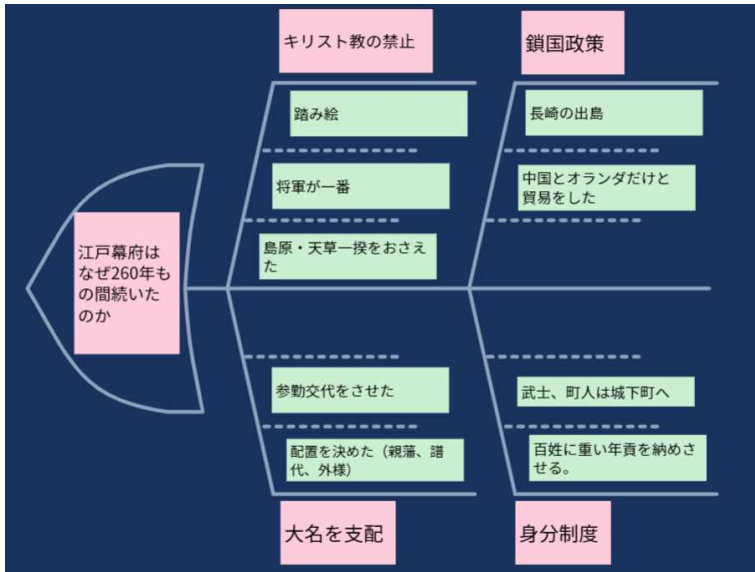 キリスト教の禁止
鎖国政策
踏み絵
将軍が一番
島原・天草一揆をおさえ
た
長崎の出島
中国とオランダだけと
貿易をした
江戸幕府は
なぜ260年も
の間続いた
のか
参勤交代をさせた
配置を決めた（親藩、譜
代、外様）
武士、町人は城下町へ
百姓に重い年貢を納めさ
せる。
大名を支配
身分制度